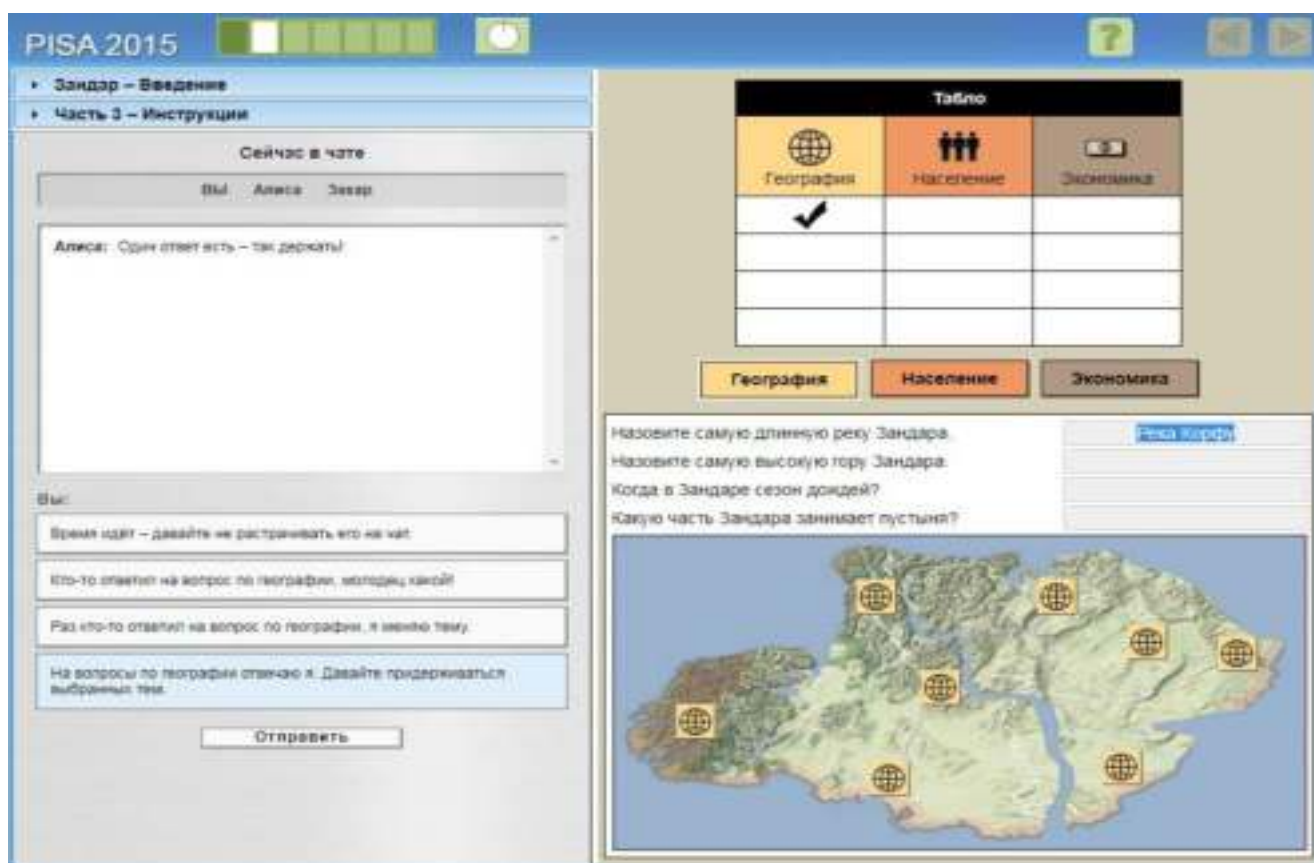 PISA 2015
?
Зандар – Введение
Часть 3 – Инструкции
Сейчас в чате
ВЫ Алиса Захар
Алиса: Один ответ есть – так держать!
Вы:
Время идёт – давайте не растрачивать его на чат.
Кто-то ответил на вопрос по географии, молодец какой!
Раз кто-то ответил на вопрос по географии, я меняю тему.
На вопросы по географии отвечаю я. Давайте придерживаться
выбранных тем.
Отправить
Табло
География Население Экономика
География Население Экономика
Назовите самую длинную реку Зандара. Река Корфу
Назовите самую высокую гору Зандара.
Когда в Зандаре сезон дождей?
Какую часть Зандара занимает пустыня?